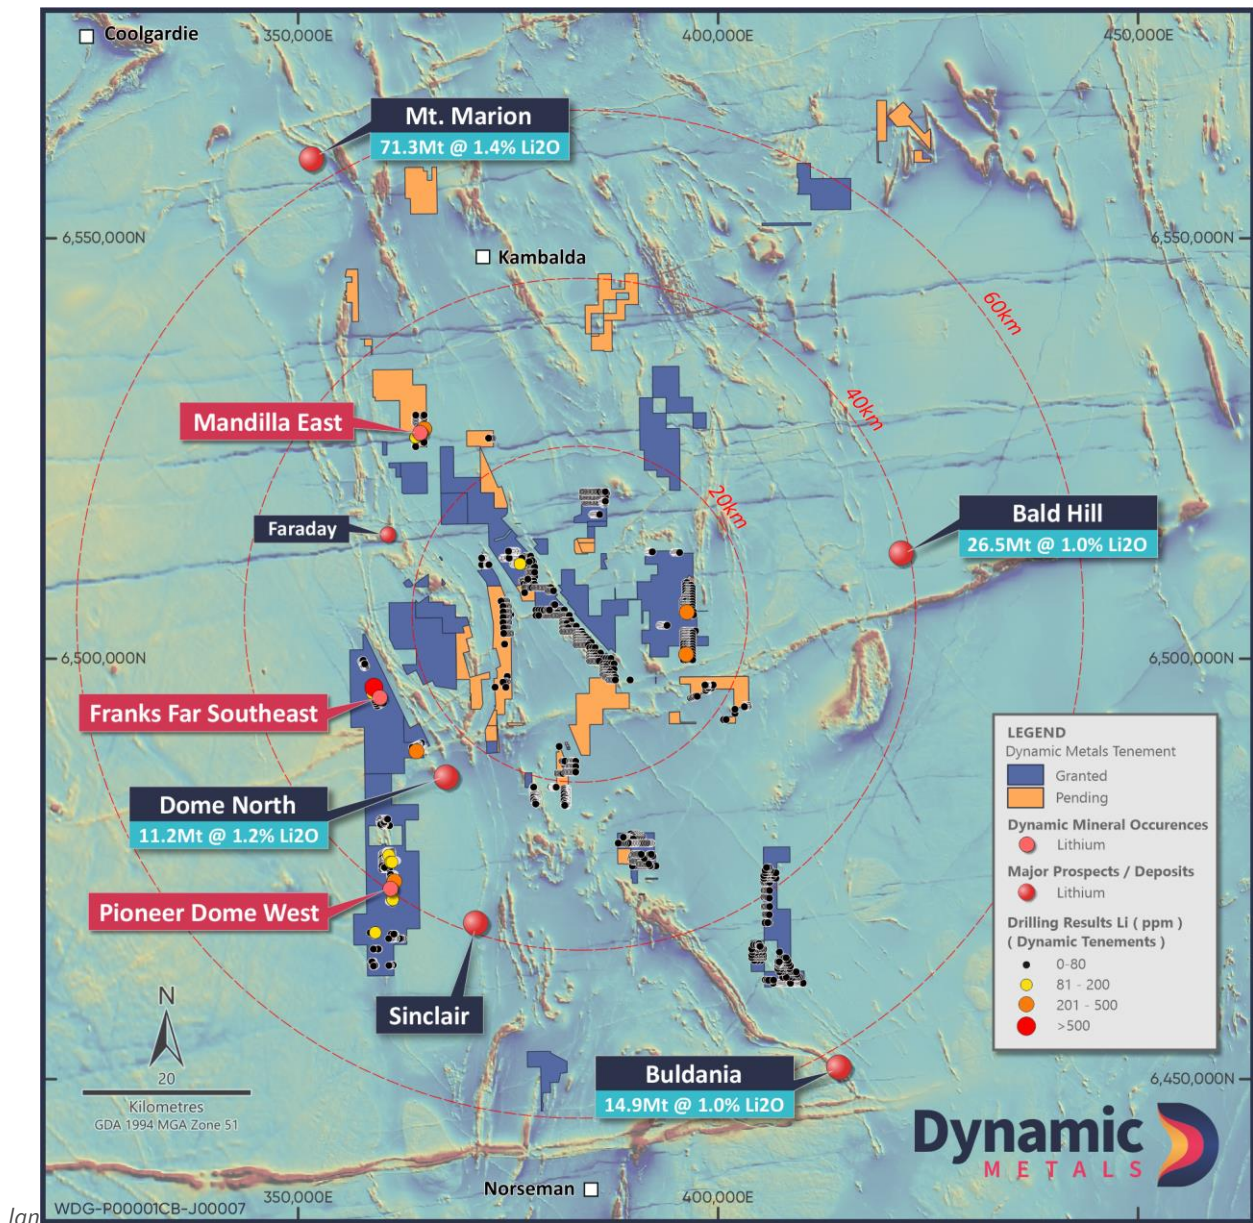 Coolgardie
350,000E
400,000E
450,000E
Mt. Marion
71.3Mt @ 1.4% Li2O
6,550,000N
6,550,000N
Kambalda
60km
40km
Mandilla East
20km
Faraday
Bald Hill
26.5Mt @ 1.0% Li2O
6,500,000N
6,500,000N
Franks Far Southeast
Dome North
11.2Mt @ 1.2% Li2O
Pioneer Dome West
Sinclair
LEGEND
Dynamic Metals Tenement
Granted
Pending
Dynamic Mineral Occurences
Lithium
Major Prospects / Deposits
Lithium
Drilling Results Li ( ppm )
( Dynamic Tenements )
0-80
81 - 200
201 - 500
>500
N
20
Kilometres
GDA 1994 MGA Zone 51
Buldania
14.9Mt @ 1.0% Li2O
6,450,000N
Dynamic
METALS
350,000E
400,000E
Norseman
WDG-P00001CB-J00007